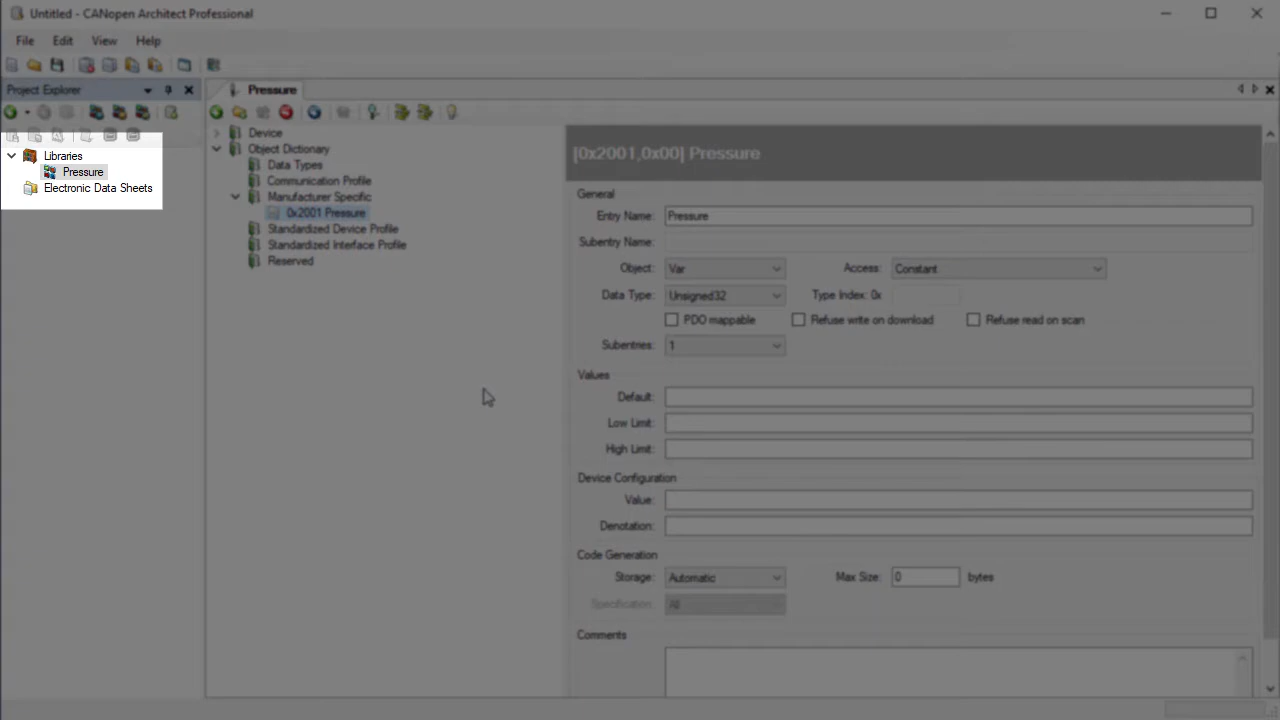 Untitled - CANopen Architect Professional
File Edit View Help
Project Explorer
Pressure
Libraries
Pressure
Electronic Data Sheets
Device
Object Dictionary
Data Types
Communication Profile
Manufacturer Specific
0x2001 Pressure
Standardized Device Profile
Standardized Interface Profile
Reserved
[0x2001,0x00] Pressure
General
Entry Name: Pressure
Subentry Name:
Object: Var Access: Constant
Data Type: Unsigned32 Type Index: 0x
PDO mappable Refuse write on download Refuse read on scan
Subentries: 1
Values
Default:
Low Limit:
High Limit:
Device Configuration
Value:
Denotation:
Code Generation
Storage: Automatic Max Size: 0 bytes
Specification: All
Comments